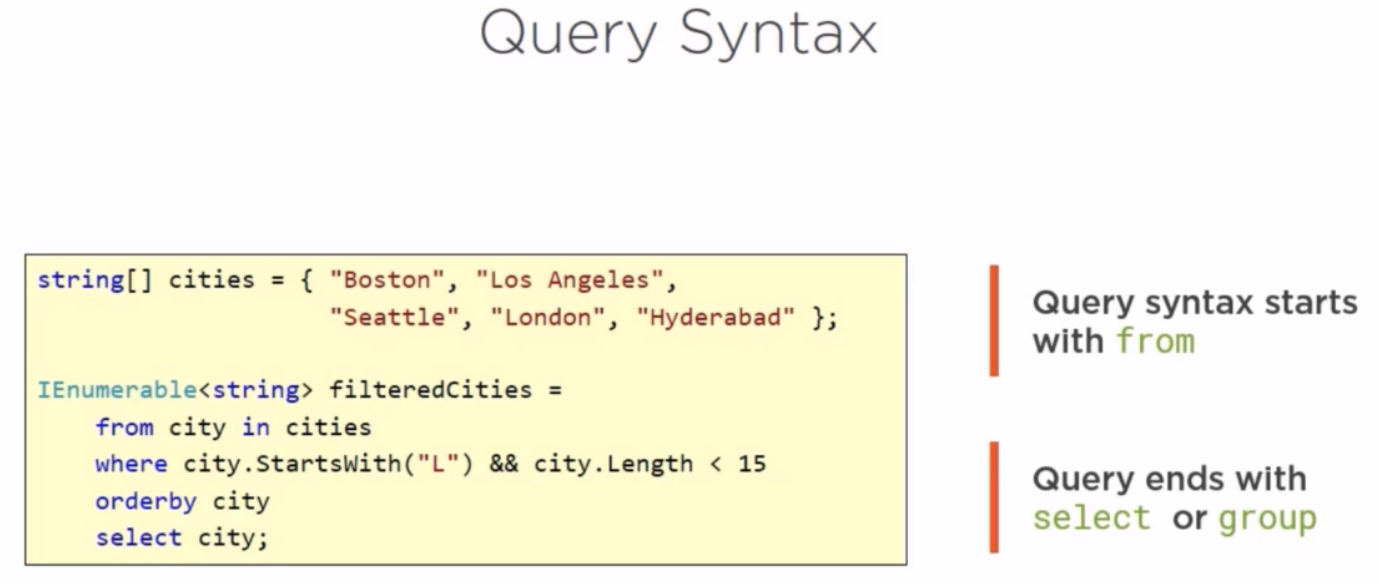 Query Syntax
string[] cities = { "Boston", "Los Angeles",
"Seattle", "London", "Hyderabad" };
IEnumerable<string> filteredCities =
from city in cities
where city.StartsWith("L") && city.Length < 15
orderby city
select city;
Query syntax starts
with from
Query ends with
select or group